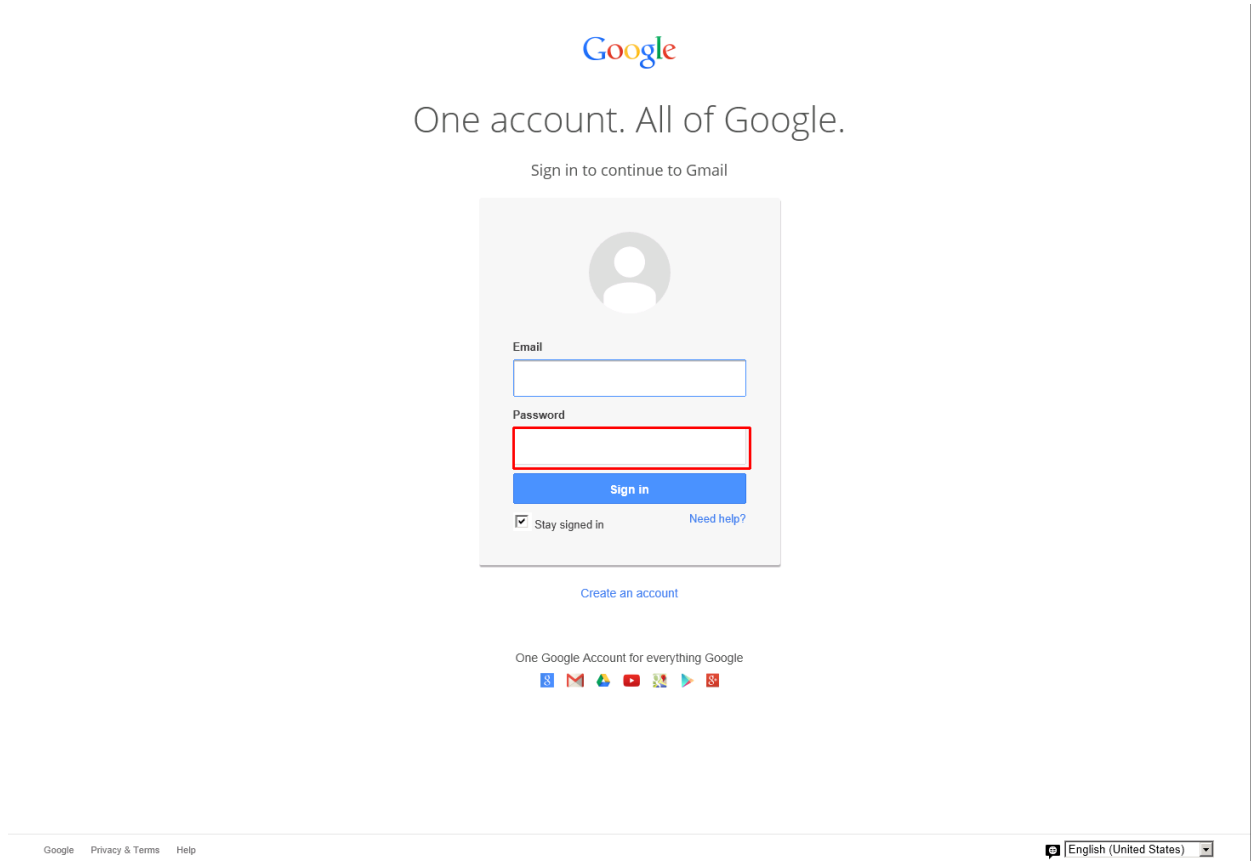 Google
One account. All of Google.
Sign in to continue to Gmail
Email
Password
Sign in
Stay signed in
Need help?
Create an account
One Google Account for everything Google
Google Privacy & Terms Help
English (United States)